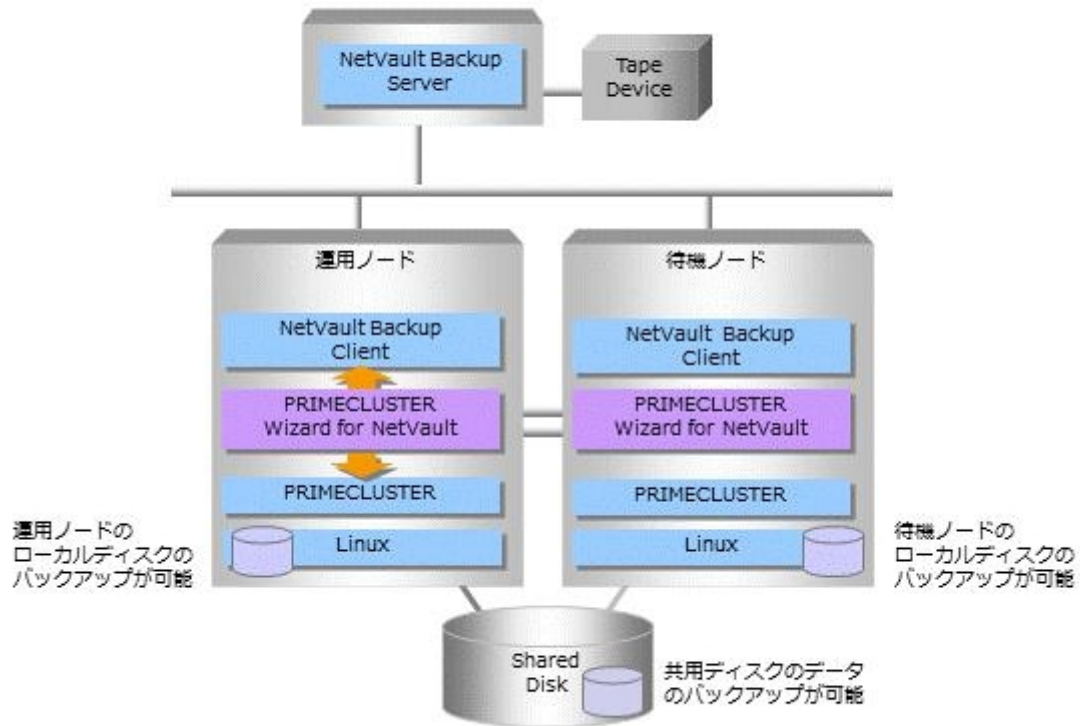 NetVault Backup
Server
Tape
Device
運用ノード
NetVault Backup
Client
PRIMECLUSTER
Wizard for NetVault
PRIMECLUSTER
Linux
待機ノード
NetVault Backup
Client
PRIMECLUSTER
Wizard for NetVault
PRIMECLUSTER
Linux
運用ノードの
ローカルディスクの
バックアップが可能
待機ノードの
ローカルディスクの
バックアップが可能
Shared
Disk
共用ディスクのデータ
のバックアップが可能